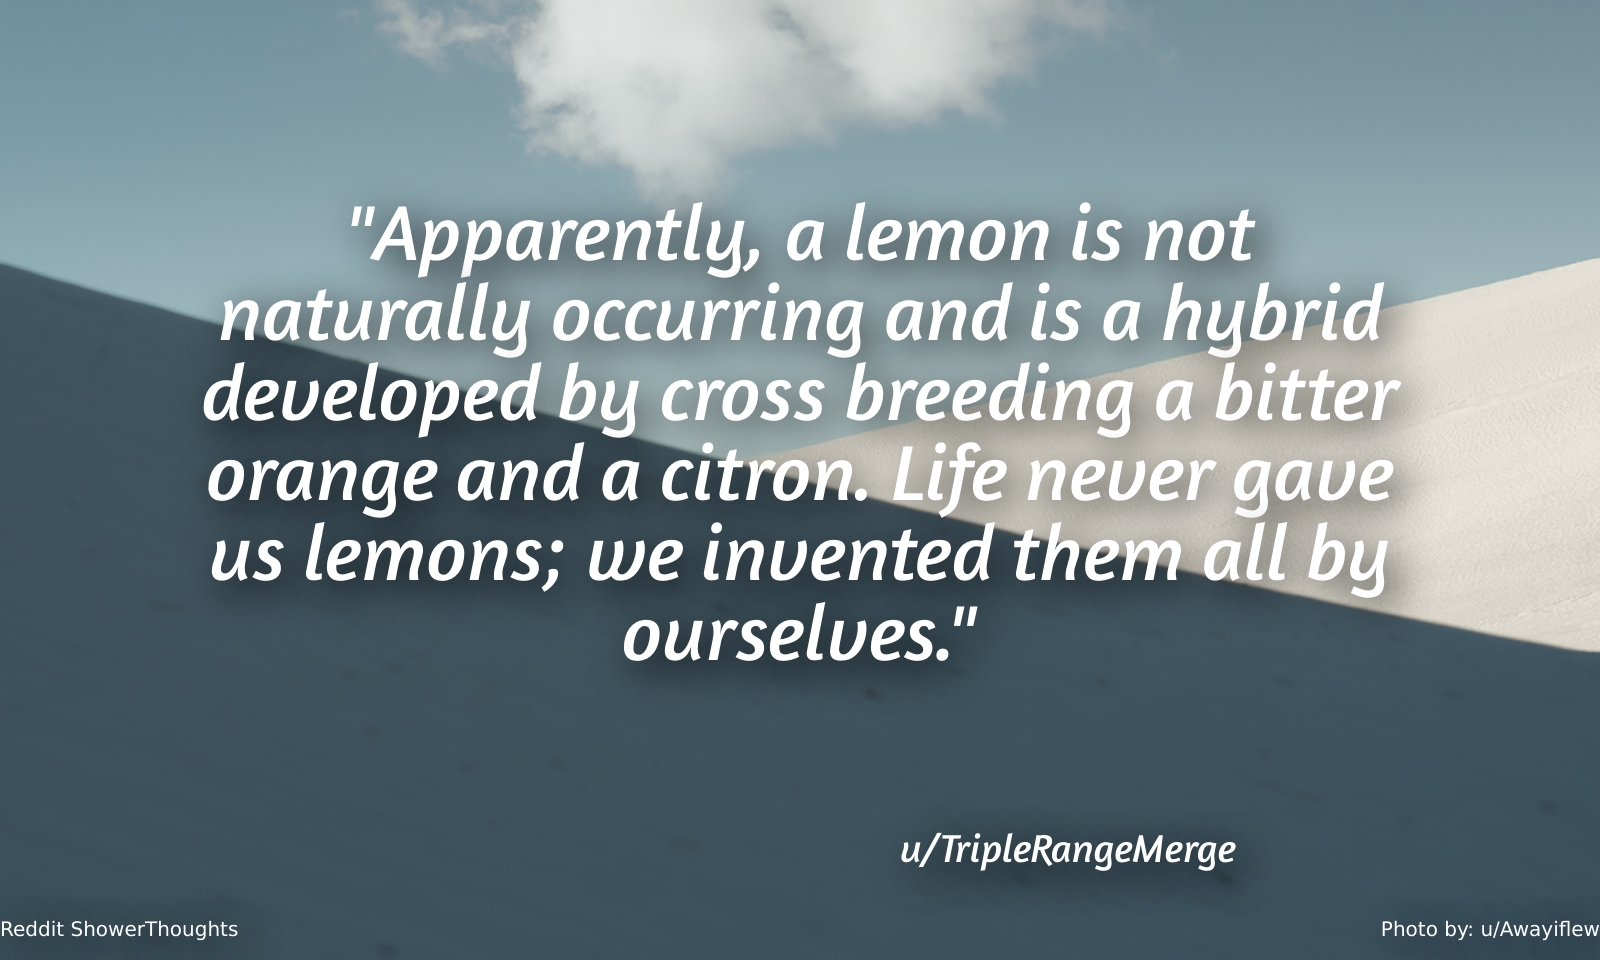 "Apparently, a lemon is not
naturally occurring and is a hybrid
developed by cross breeding a bitter
orange and a citron. Life never gave
us lemons; we invented them all by
ourselves."
u/TripleRangeMerge
Reddit ShowerThoughts
Photo by: u/Awayiflew